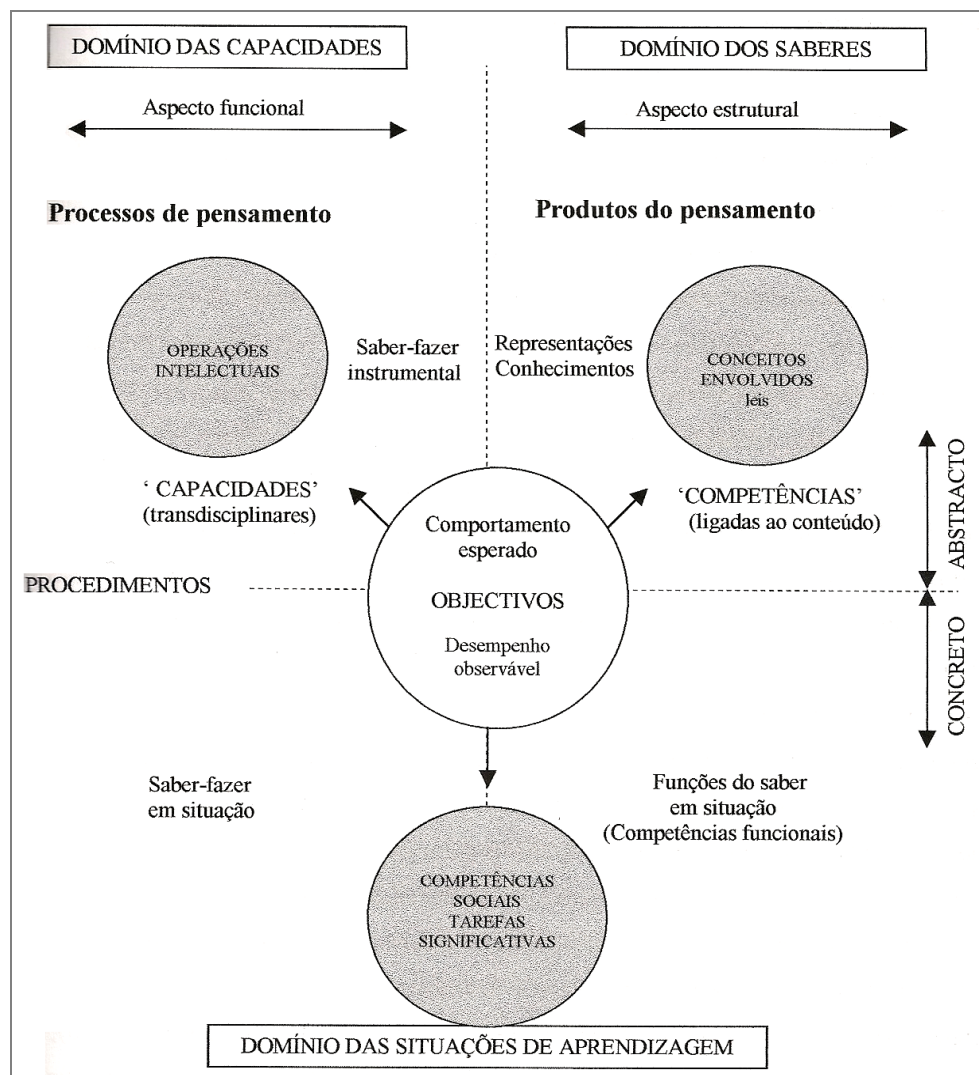 DOMÍNIO DAS CAPACIDADES
DOMÍNIO DOS SABERES
Aspecto funcional
Aspecto estrutural
Processos de pensamento
Produtos do pensamento
OPERAÇÕES
INTELECTUAIS
Saber-fazer
instrumental
Representações
Conhecimentos
CONCEITOS
ENVOLVIDOS
leis
‘ CAPACIDADES’
(transdisciplinares)
‘COMPETÊNCIAS’
(ligadas ao conteúdo)
ABSTRACTO
Comportamento
esperado
PROCEDIMENTOS
OBJECTIVOS
Desempenho
observável
CONCRETO
Saber-fazer
em situação
Funções do saber
em situação
(Competências funcionais)
COMPETÊNCIAS
SOCIAIS
TAREFAS
SIGNIFICATIVAS
DOMÍNIO DAS SITUAÇÕES DE APRENDIZAGEM